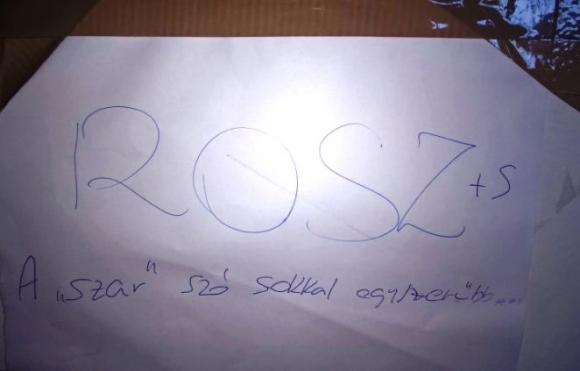 ROSZ+S
A „szar" szó sokkal egyszerűbb...